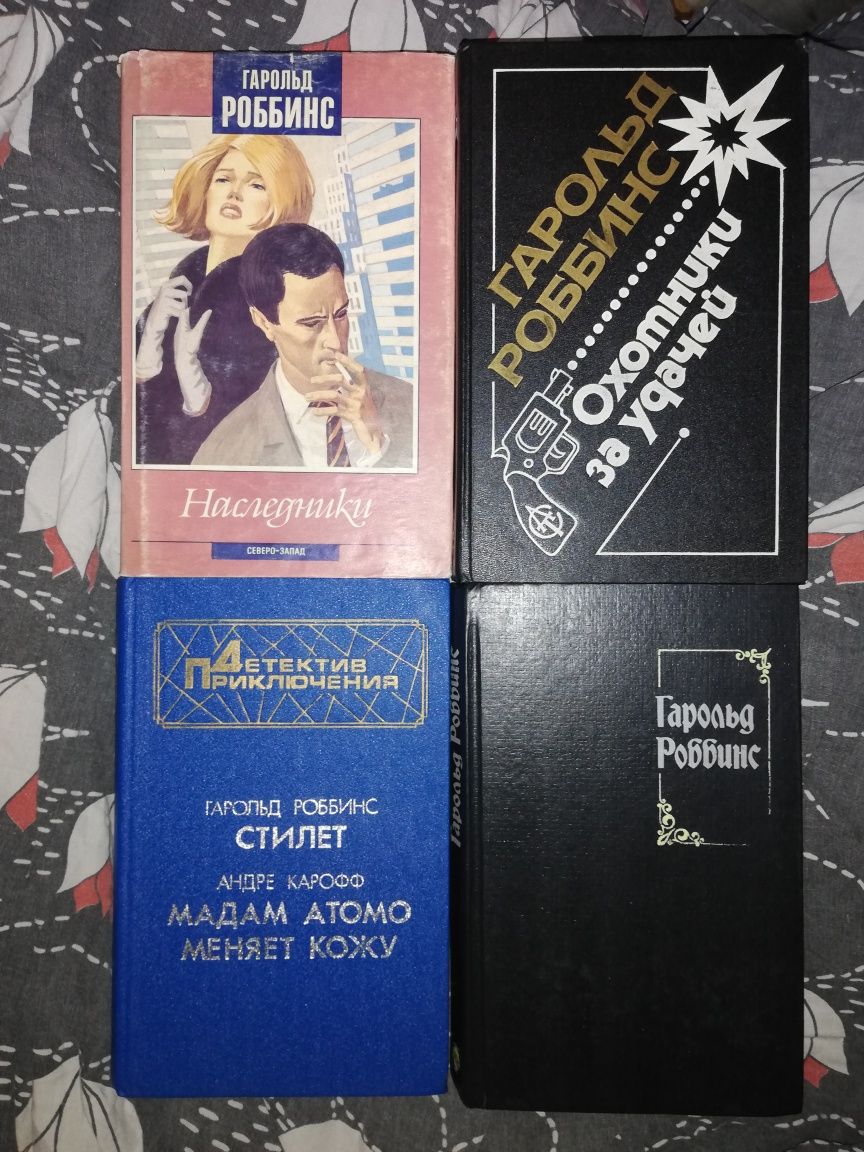 ГАРОЛЬД
РОББИНС
Наследники
СЕВЕРО-ЗАПАД
ГАРОЛЬД
РОББИНС
Охотники
за удачей
ДЕТЕКТИВ
ПРИКЛЮЧЕНИЯ
ГАРОЛЬД РОББИНС
СТИЛЕТ
АНДРЕ КАРОФФ
МАДАМ АТОМО
МЕНЯЕТ КОЖУ
Гарольд Роббинс
Гарольд
Роббинс